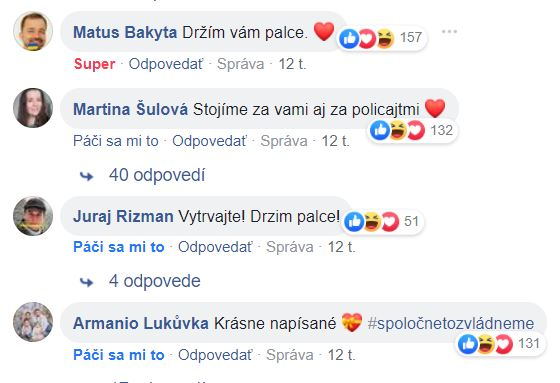 Matus Bakyta Držím vám palce. ❤️ 157
Super · Odpovedať · Správa · 12 t.
Martina Šulová Stojíme za vami aj za policajtmi ❤️
Páči sa mi to · Odpovedať · Správa · 12 t. 132
40 odpovedí
Juraj Rizman Vytrvajte! Drzim palce! 51
Páči sa mi to · Odpovedať · Správa · 12 t.
4 odpovede
Armanio Lukůvka Krásne napísané 💝 #spoločnetozvládneme
131
Páči sa mi to · Odpovedať · Správa · 12 t.